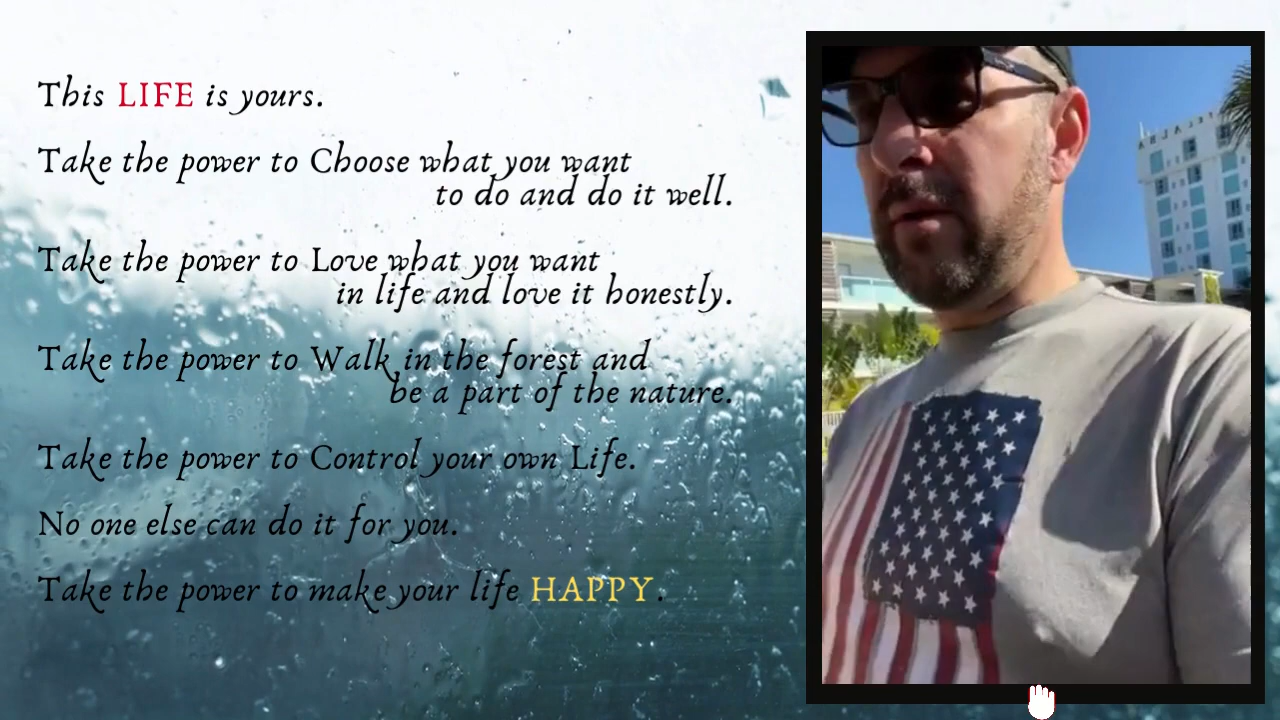 This LIFE is yours.
Take the power to Choose what you want
to do and do it well.
Take the power to Love what you want
in life and love it honestly.
Take the power to Walk in the forest and
be a part of the nature.
Take the power to Control your own Life.
No one else can do it for you.
Take the power to make your life HAPPY.